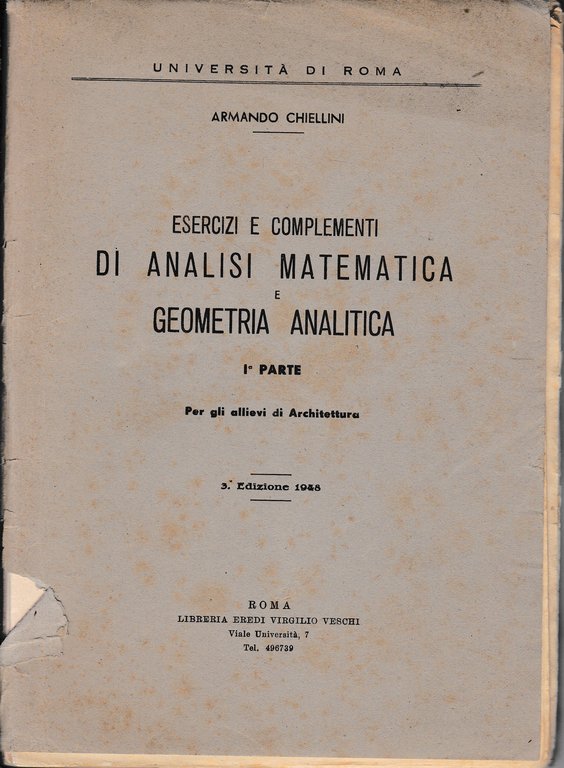 UNIVERSITÀ DI ROMA
ARMANDO CHIELLINI
ESERCIZI E COMPLEMENTI
DI ANALISI MATEMATICA
E
GEOMETRIA ANALITICA
Iª PARTE
Per gli allievi di Architettura
3.ª Edizione 1948
ROMA
LIBRERIA EREDI VIRGILIO VESCHI
Viale Università, 7
Tel. 496739